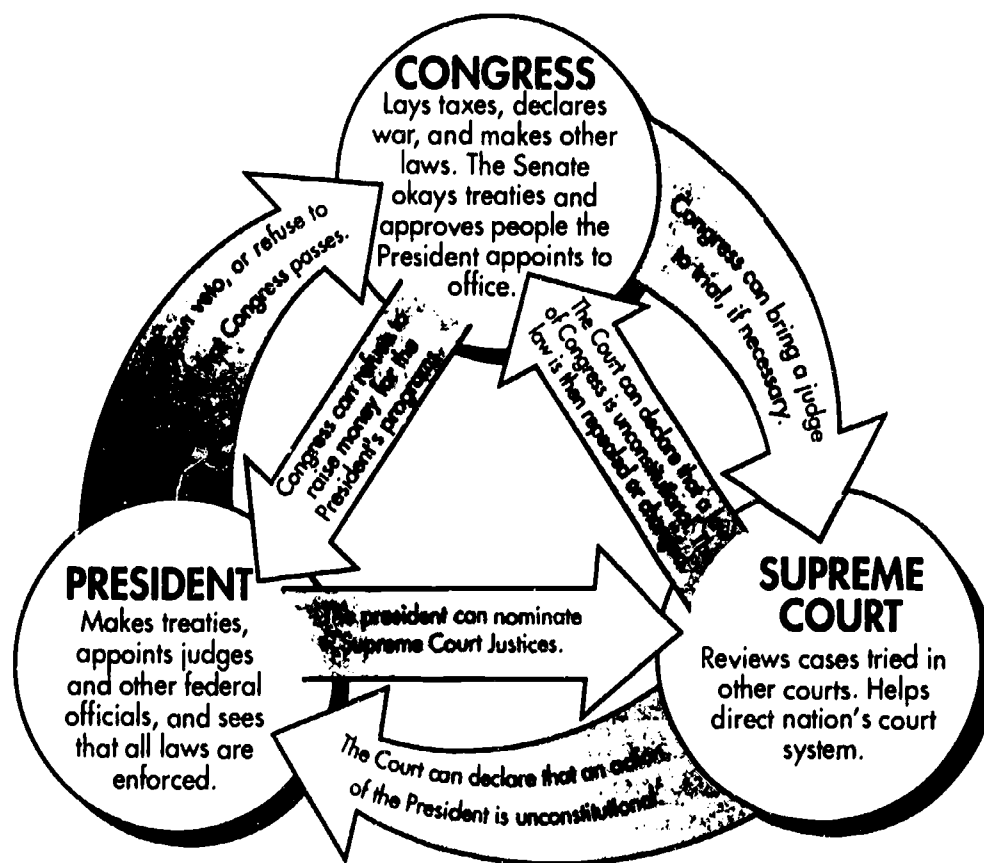 CONGRESS
Lays taxes, declares
war, and makes other
laws. The Senate
okays treaties and
approves people the
President appoints to
office.
veto, or refuse to
Congress passes.
Congress can refuse to
raise money for the
President's programs.
The Court can declare that a
of Congress is unconstitutional
law is then repealed or
Congress can bring a judge
to trial, if necessary.
PRESIDENT
Makes treaties,
appoints judges
and other federal
officials, and sees
that all laws are
enforced.
The president can nominate
Supreme Court Justices.
SUPREME
COURT
Reviews cases tried in
other courts. Helps
direct nation's court
system.
The Court can declare that an action
of the President is unconstitutional.